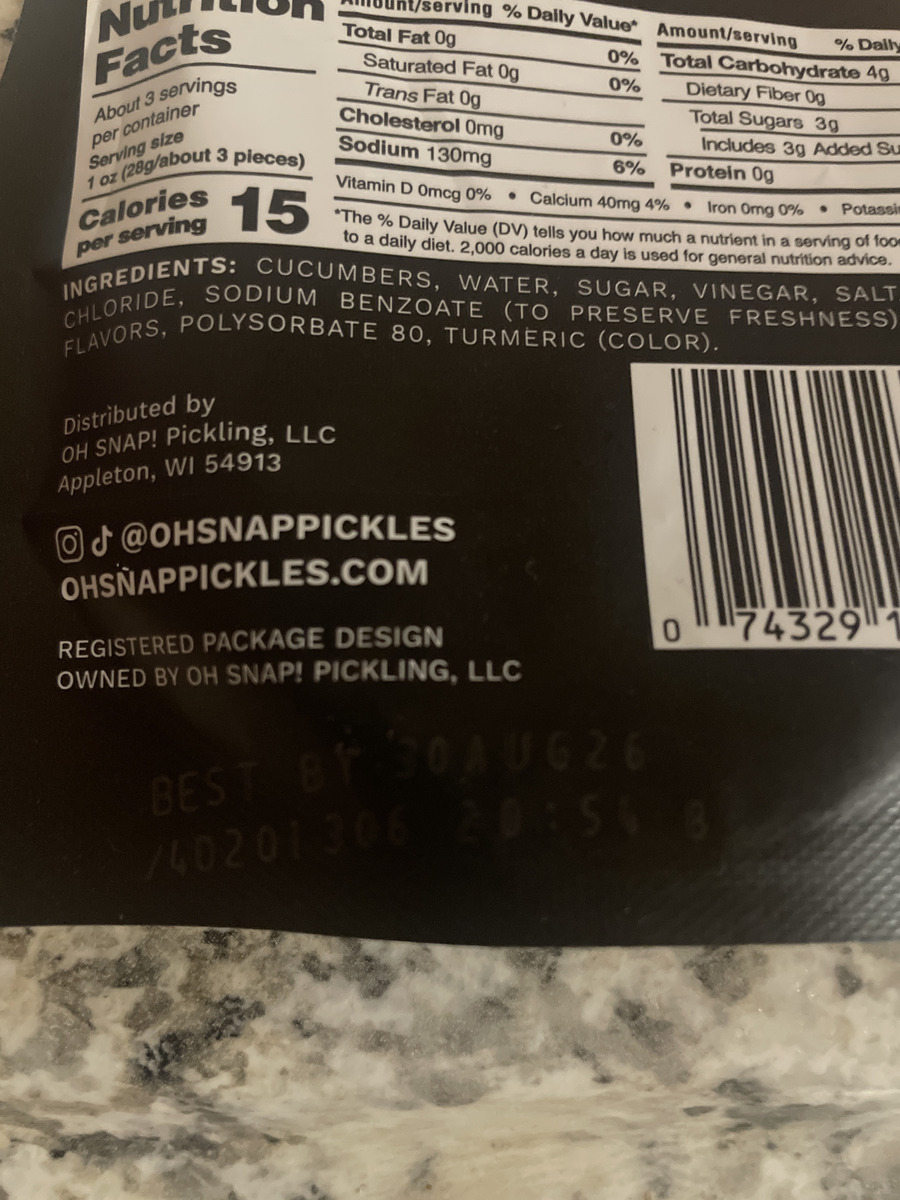 Nutrition
Facts
About 3 servings
per container
Serving size
1 oz (28g/about 3 pieces)
Calories
per serving 15
Amount/serving % Daily Value*
Total Fat 0g 0%
Saturated Fat 0g 0%
Trans Fat 0g
Cholesterol 0mg 0%
Sodium 130mg 6%
Amount/serving % Daily
Total Carbohydrate 4g
Dietary Fiber 0g
Total Sugars 3g
Includes 3g Added Su
Protein 0g
Vitamin D 0mcg 0% • Calcium 40mg 4% • Iron 0mg 0% • Potassi
*The % Daily Value (DV) tells you how much a nutrient in a serving of foo
to a daily diet. 2,000 calories a day is used for general nutrition advice.
INGREDIENTS: CUCUMBERS, WATER, SUGAR, VINEGAR, SALT
CHLORIDE, SODIUM BENZOATE (TO PRESERVE FRESHNESS)
FLAVORS, POLYSORBATE 80, TURMERIC (COLOR).
Distributed by
OH SNAP! Pickling, LLC
Appleton, WI 54913
@OHSNAPPICKLES
OHSNAPPICKLES.COM
REGISTERED PACKAGE DESIGN
OWNED BY OH SNAP! PICKLING, LLC
0 74329 1
BEST BY 30AUG26
/40201306